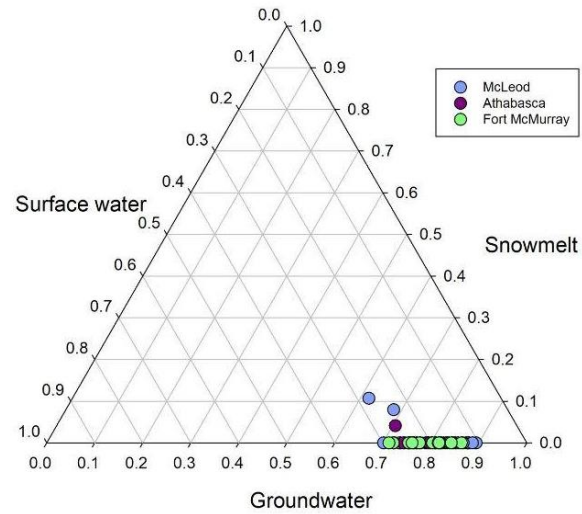 0.0 1.0
0.1 0.9
0.2 0.8
0.3 0.7
0.4 0.6
Surface water
0.5 0.5
Snowmelt
0.6 0.4
0.7 0.3
0.8 0.2
0.9 0.1
1.0 0.0
0.0 0.1 0.2 0.3 0.4 0.5 0.6 0.7 0.8 0.9 1.0
Groundwater
McLeod
Athabasca
Fort McMurray